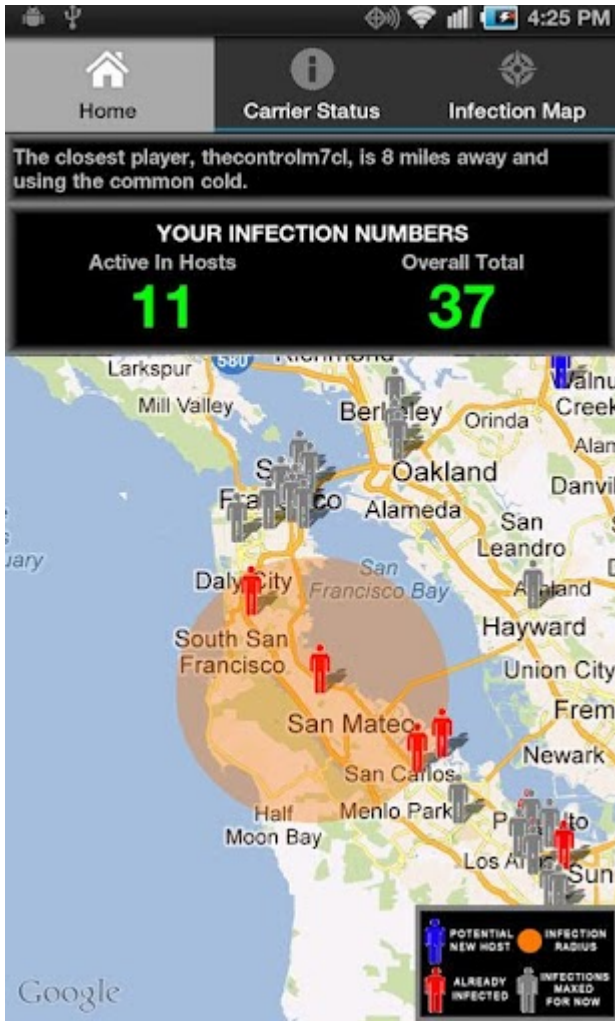 4:25 PM
Home
Carrier Status
Infection Map
The closest player, thecontrolm7cl, is 8 miles away and
using the common cold.
YOUR INFECTION NUMBERS
Active In Hosts
Overall Total
11
37
580
Larkspur
Mill Valley
Orinda
Creek
Oakland
Alameda
San
Leandro
Daly City
San
Francisco Bay
Hayward
South San
Francisco
Union City
San Mateo
Newark
San Carlos
Menlo Park
Half
Moon Bay
POTENTIAL
NEW HOST
INFECTION
RADIUS
ALREADY
INFECTED
INFECTIONS
MAXED
FOR NOW
Google